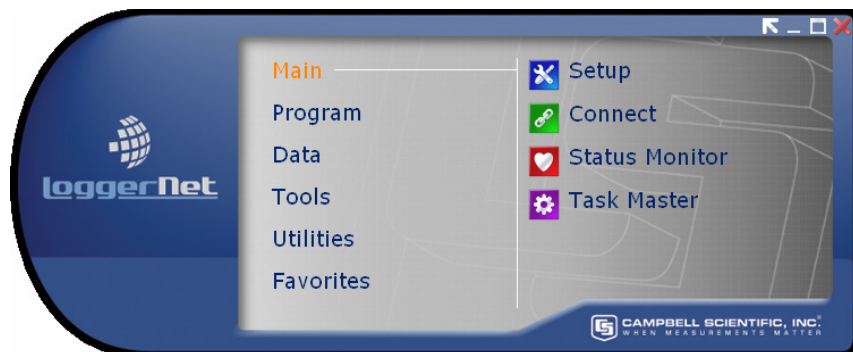 Main
Program
Data
Tools
Utilities
Favorites
Setup
Connect
Status Monitor
Task Master
LoggerNet
CAMPBELL SCIENTIFIC, INC.®
WHEN MEASUREMENTS MATTER